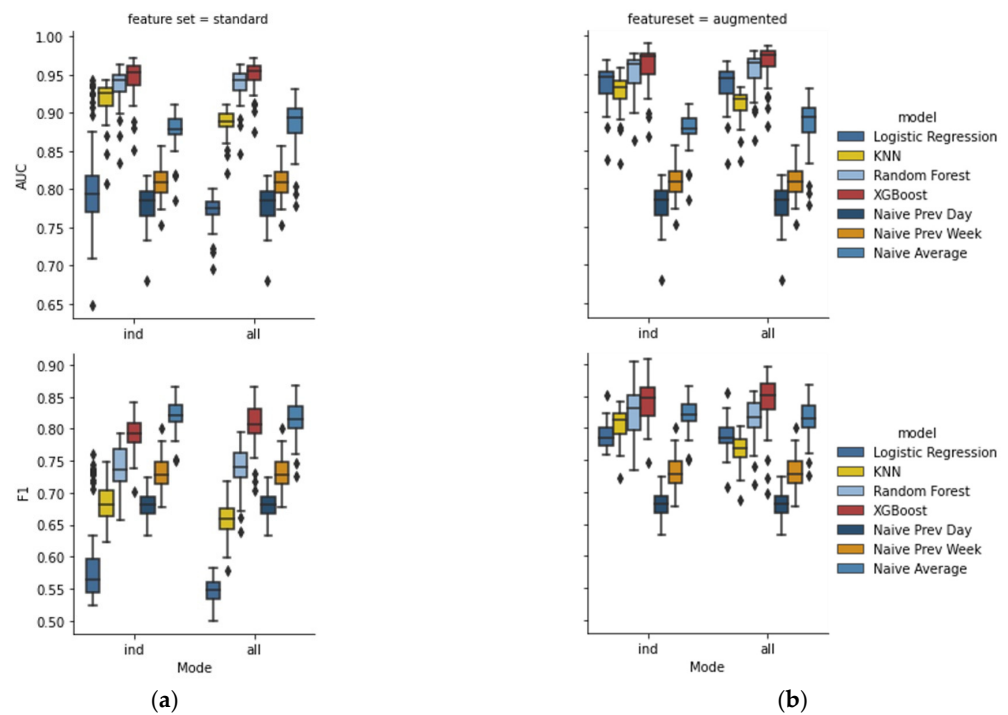 feature set = standard
featureset = augmented
1.00
0.95
0.90
0.85
0.80
0.75
0.70
0.65
AUC
ind
all
ind
all
model
Logistic Regression
KNN
Random Forest
XGBoost
Naive Prev Day
Naive Prev Week
Naive Average
0.90
0.85
0.80
0.75
0.70
0.65
0.60
0.55
0.50
F1
ind
all
Mode
ind
all
Mode
model
Logistic Regression
KNN
Random Forest
XGBoost
Naive Prev Day
Naive Prev Week
Naive Average
(a)
(b)